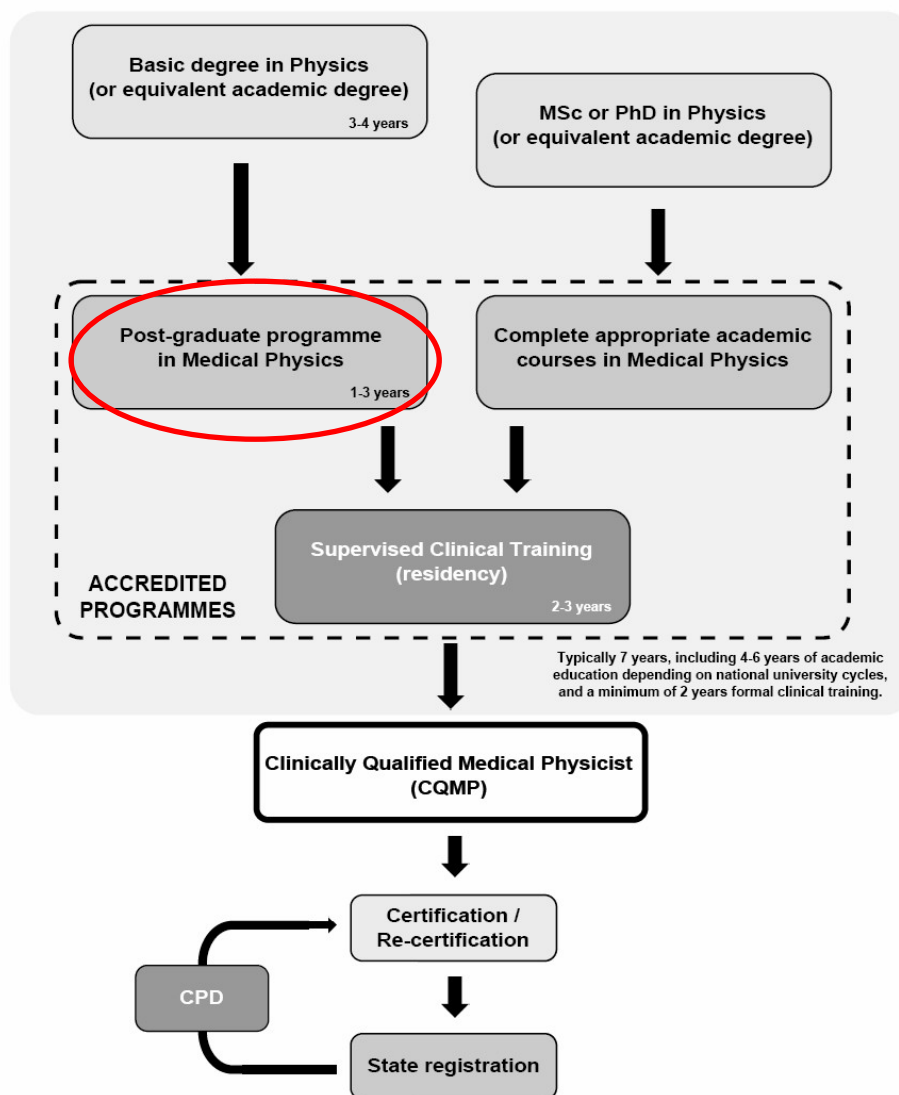 Basic degree in Physics
(or equivalent academic degree)
3-4 years
MSc or PhD in Physics
(or equivalent academic degree)
Post-graduate programme
in Medical Physics
1-3 years
Complete appropriate academic
courses in Medical Physics
Supervised Clinical Training
(residency)
2-3 years
ACCREDITED
PROGRAMMES
Typically 7 years, including 4-6 years of academic
education depending on national university cycles,
and a minimum of 2 years formal clinical training.
Clinically Qualified Medical Physicist
(CQMP)
Certification /
Re-certification
CPD
State registration